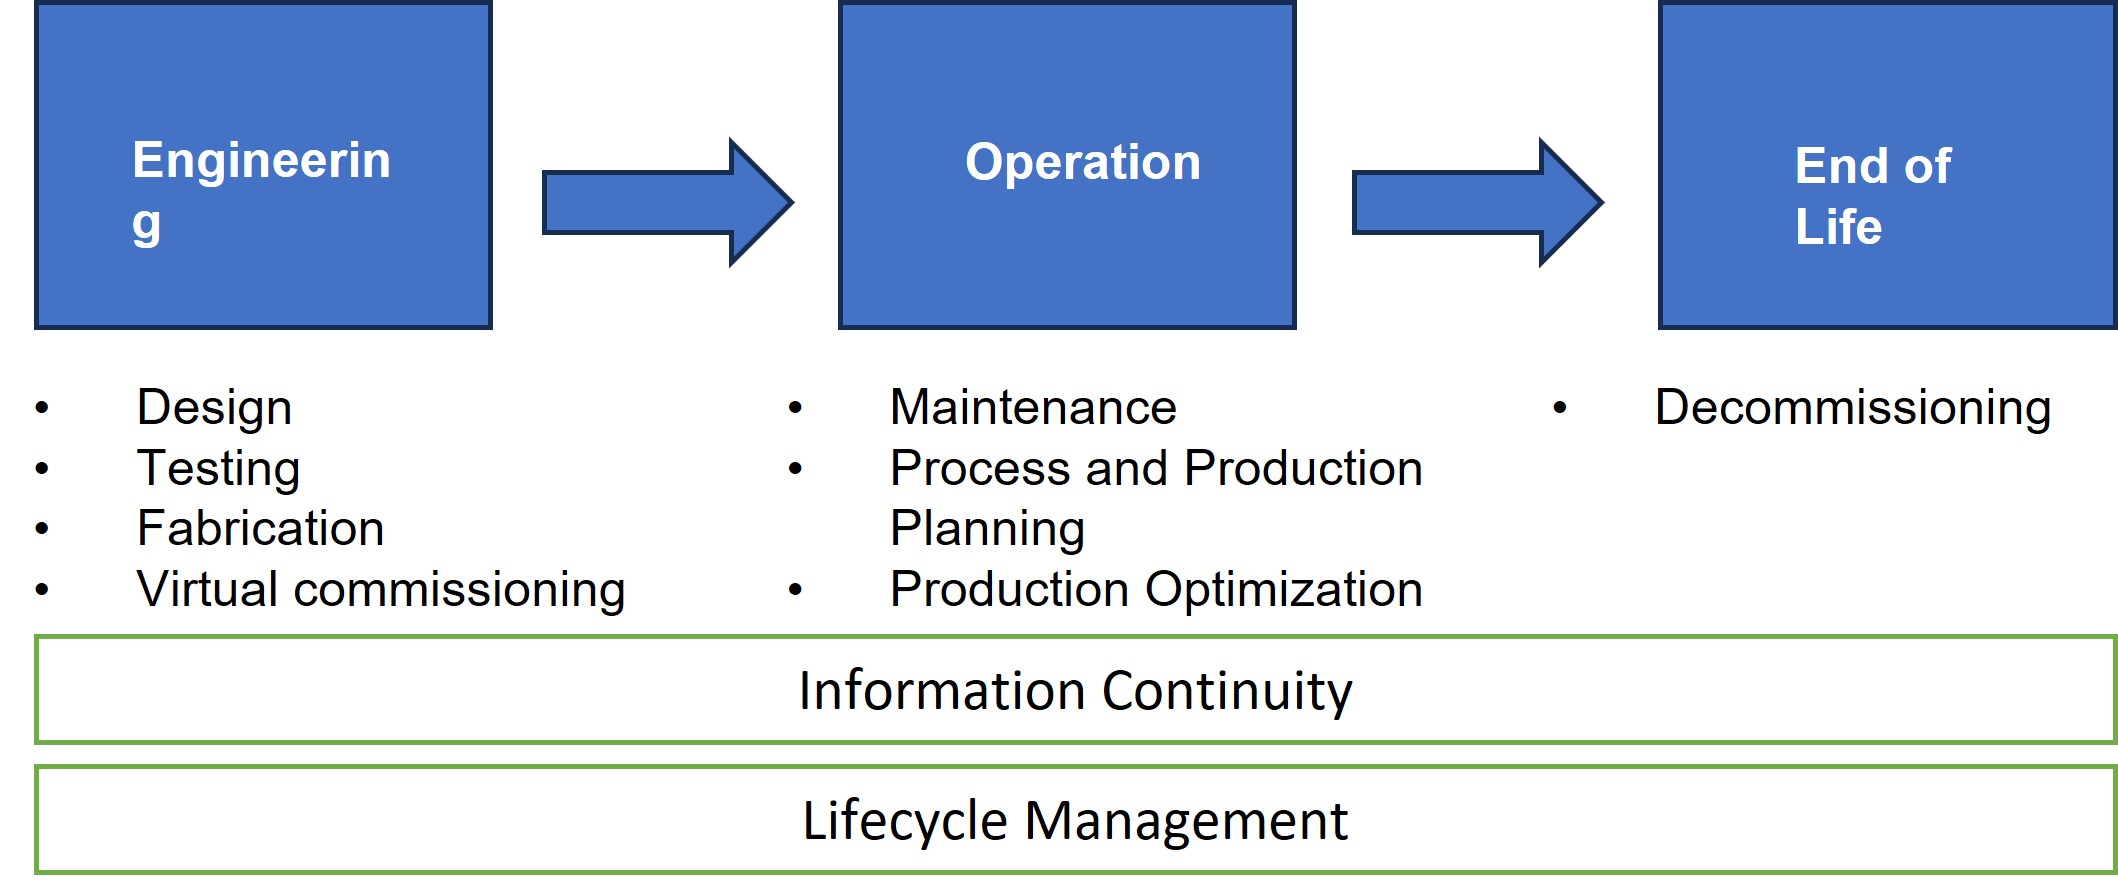 Engineerin
g
Operation
End of
Life
• Design
• Testing
• Fabrication
• Virtual commissioning
• Maintenance
• Process and Production
Planning
• Production Optimization
• Decommissioning
Information Continuity
Lifecycle Management